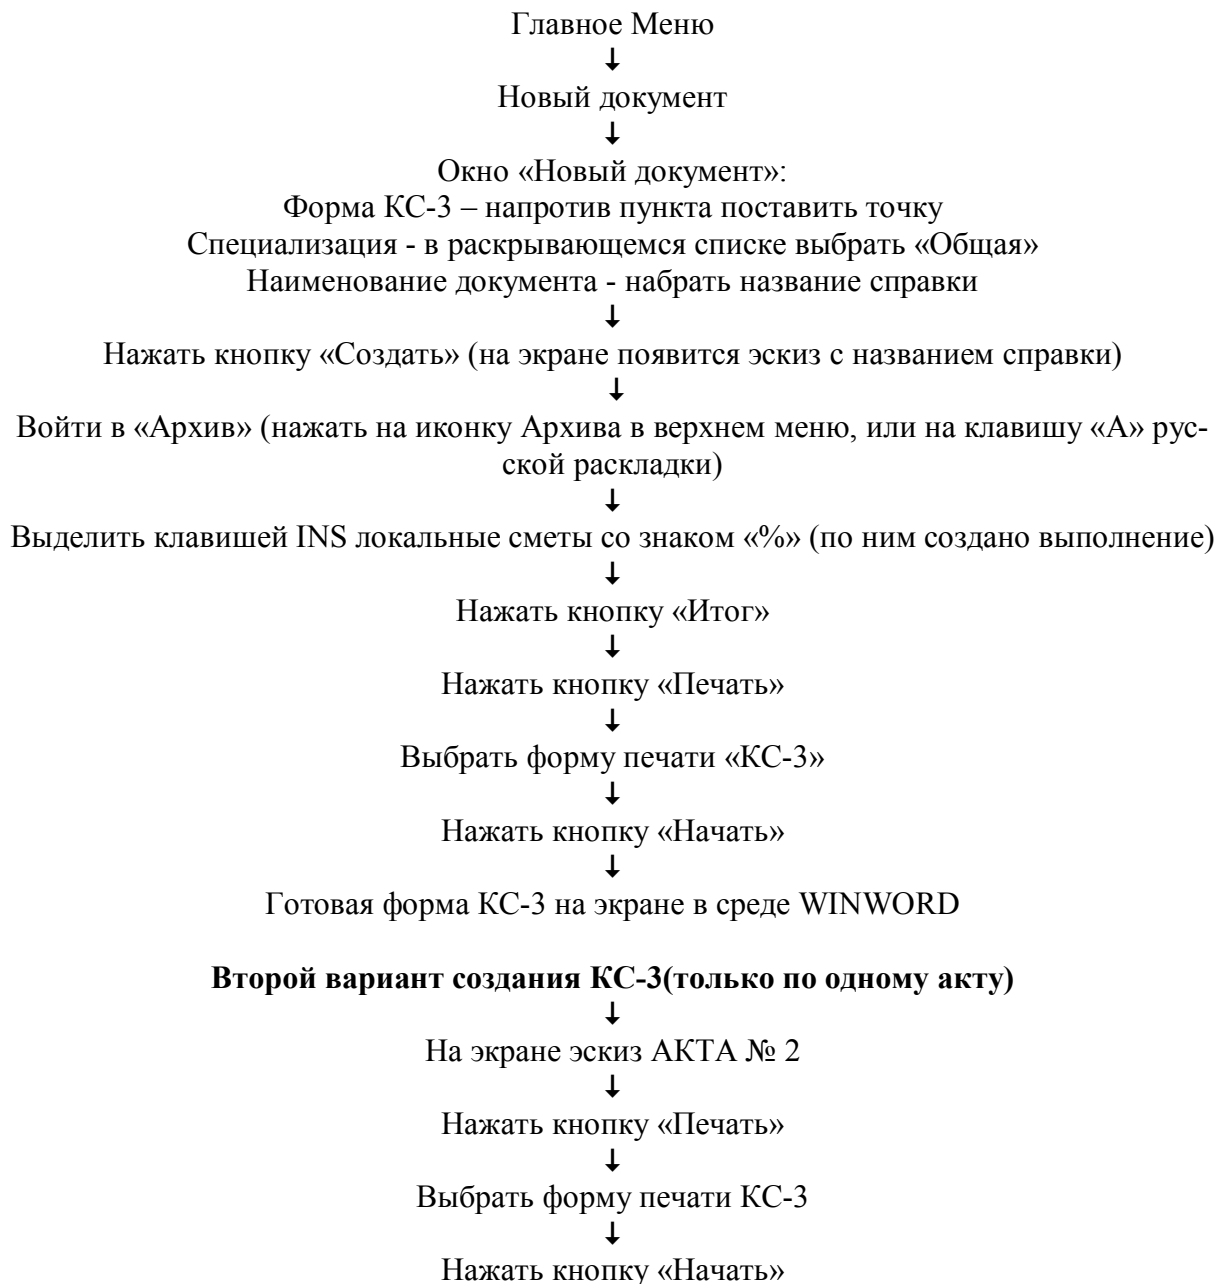 Главное Меню
↓
Новый документ
↓
Окно «Новый документ»:
Форма КС-3 – напротив пункта поставить точку
Специализация - в раскрывающемся списке выбрать «Общая»
Наименование документа - набрать название справки
↓
Нажать кнопку «Создать» (на экране появится эскиз с названием справки)
↓
Войти в «Архив» (нажать на иконку Архива в верхнем меню, или на клавишу «А» рус-
ской раскладки)
↓
Выделить клавишей INS локальные сметы со знаком «%» (по ним создано выполнение)
↓
Нажать кнопку «Итог»
↓
Нажать кнопку «Печать»
↓
Выбрать форму печати «КС-3»
↓
Нажать кнопку «Начать»
↓
Готовая форма КС-3 на экране в среде WINWORD
Второй вариант создания КС-3(только по одному акту)
↓
На экране эскиз АКТА № 2
↓
Нажать кнопку «Печать»
↓
Выбрать форму печати КС-3
↓
Нажать кнопку «Начать»